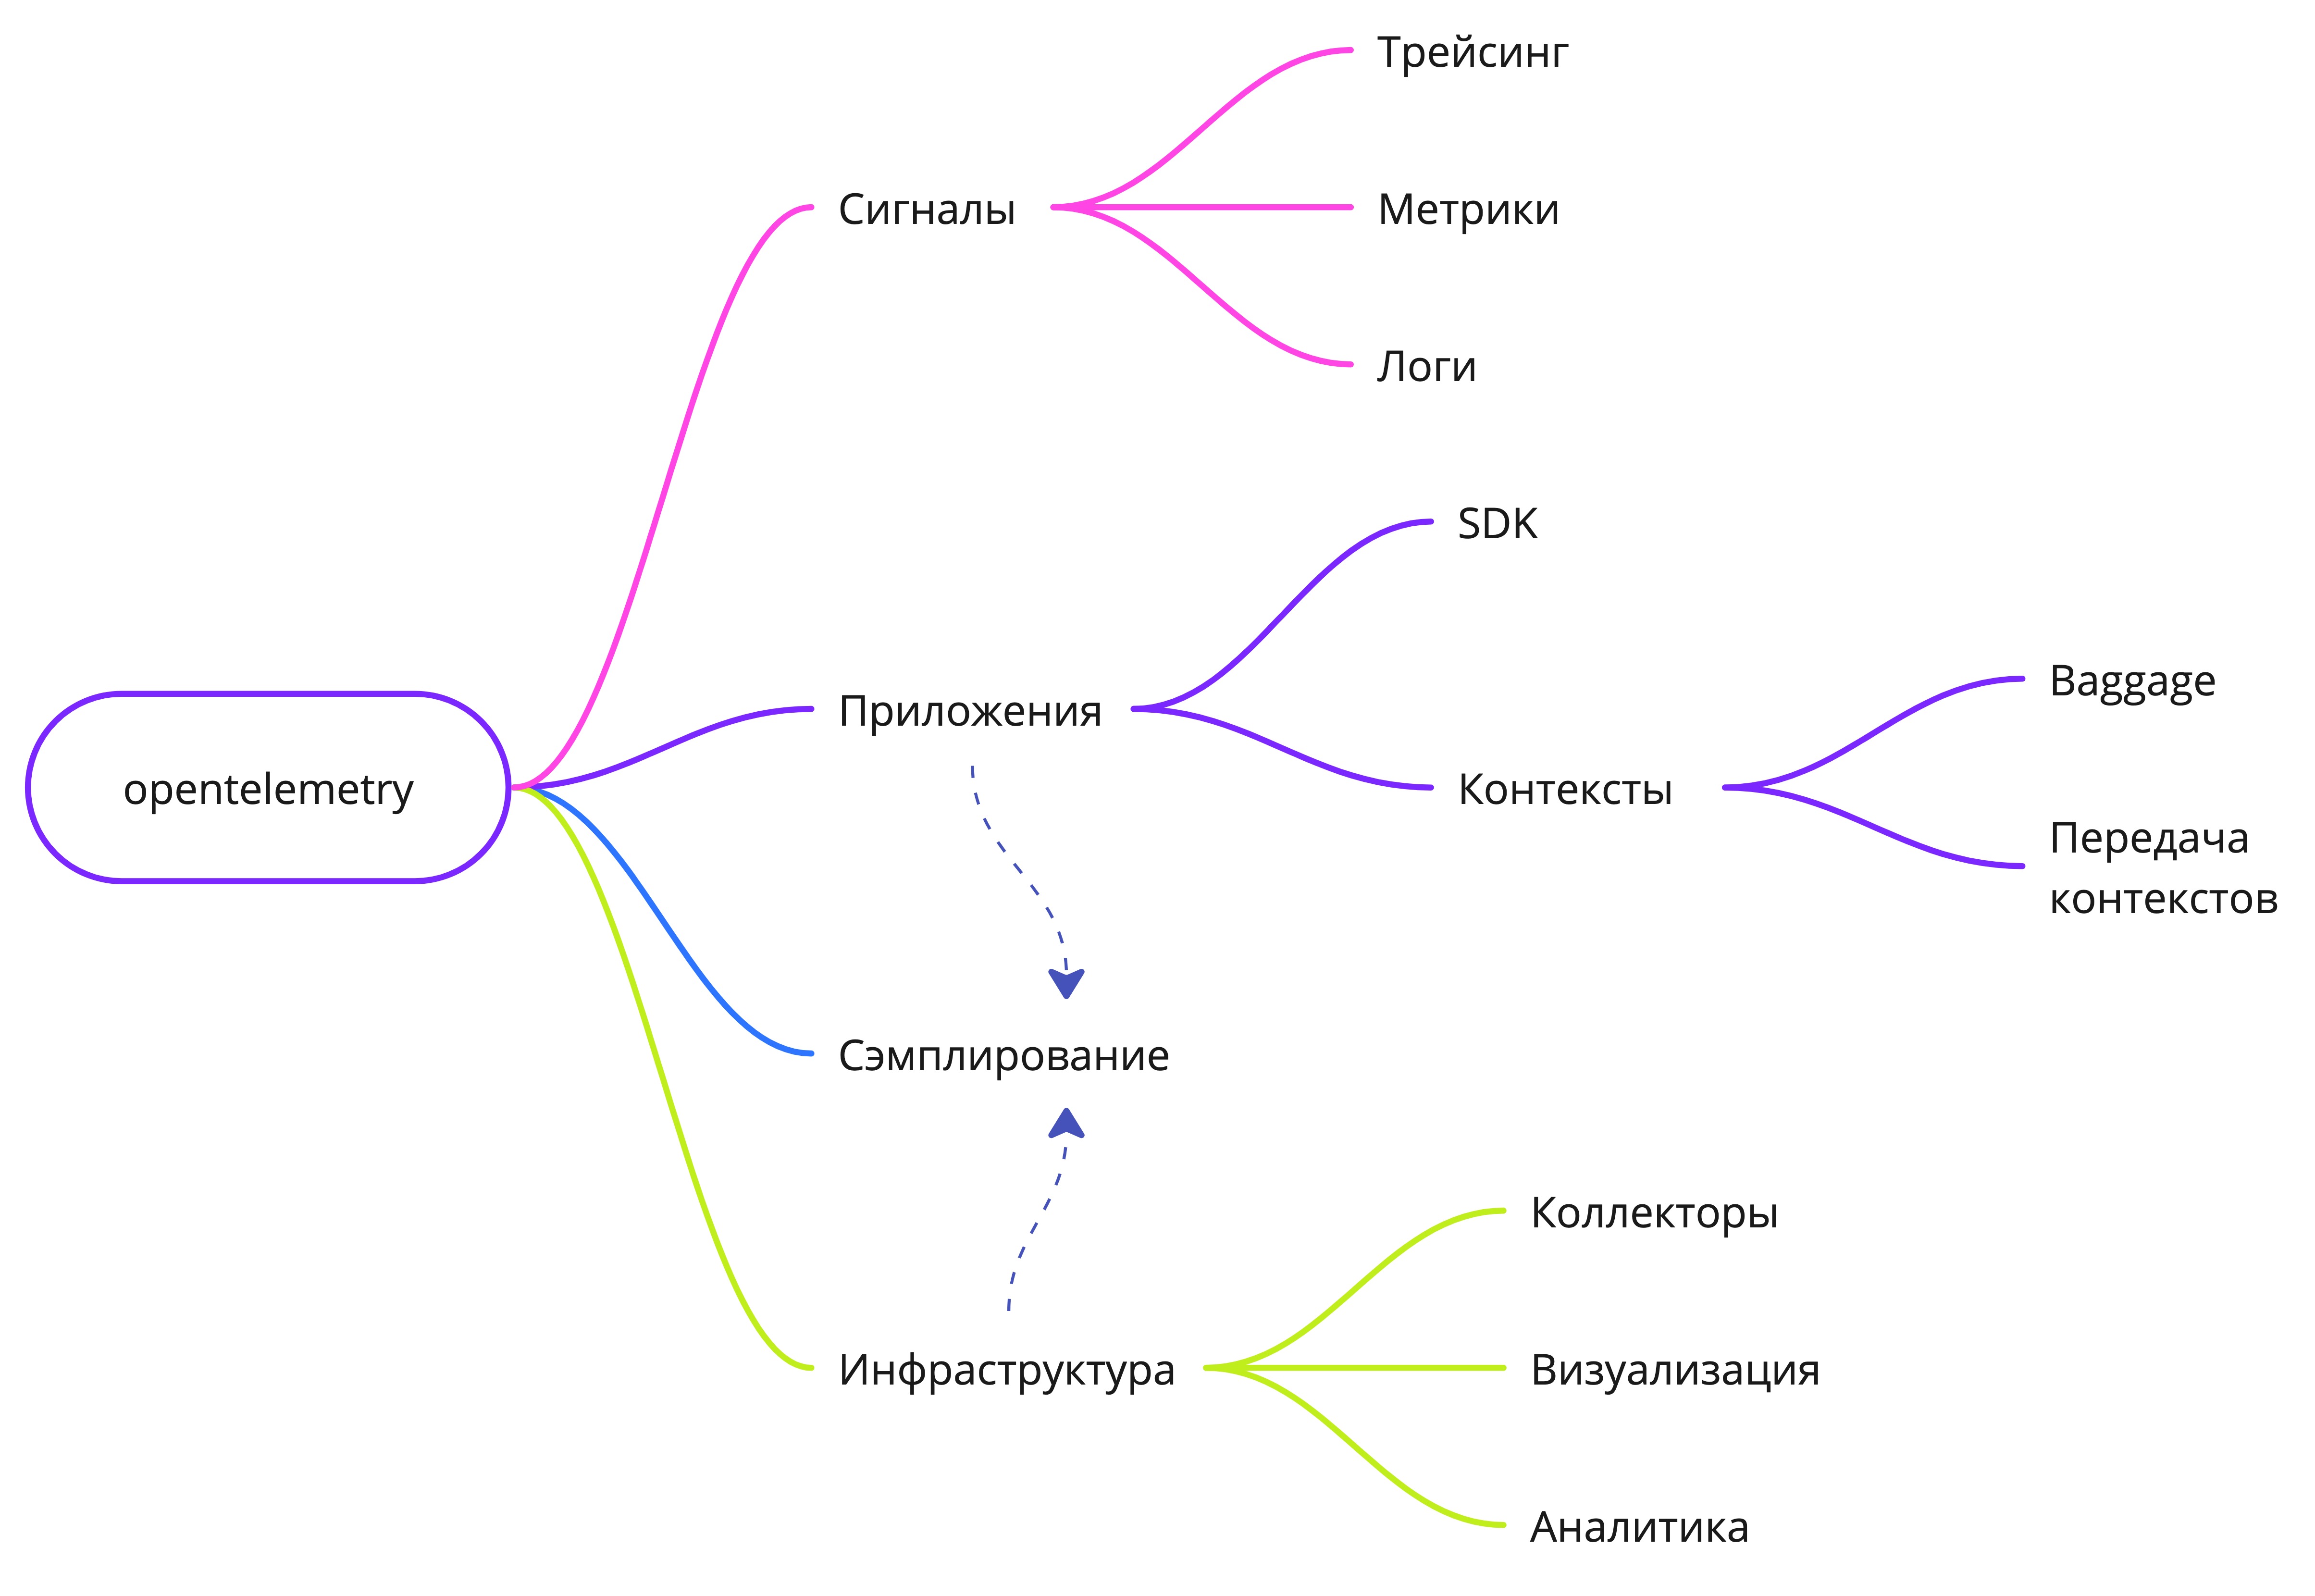 Трейсинг
Сигналы
Метрики
Логи
SDK
Приложения
Baggage
opentelemetry
Контексты
Передача
контекстов
Сэмплирование
Коллекторы
Инфраструктура
Визуализация
Аналитика